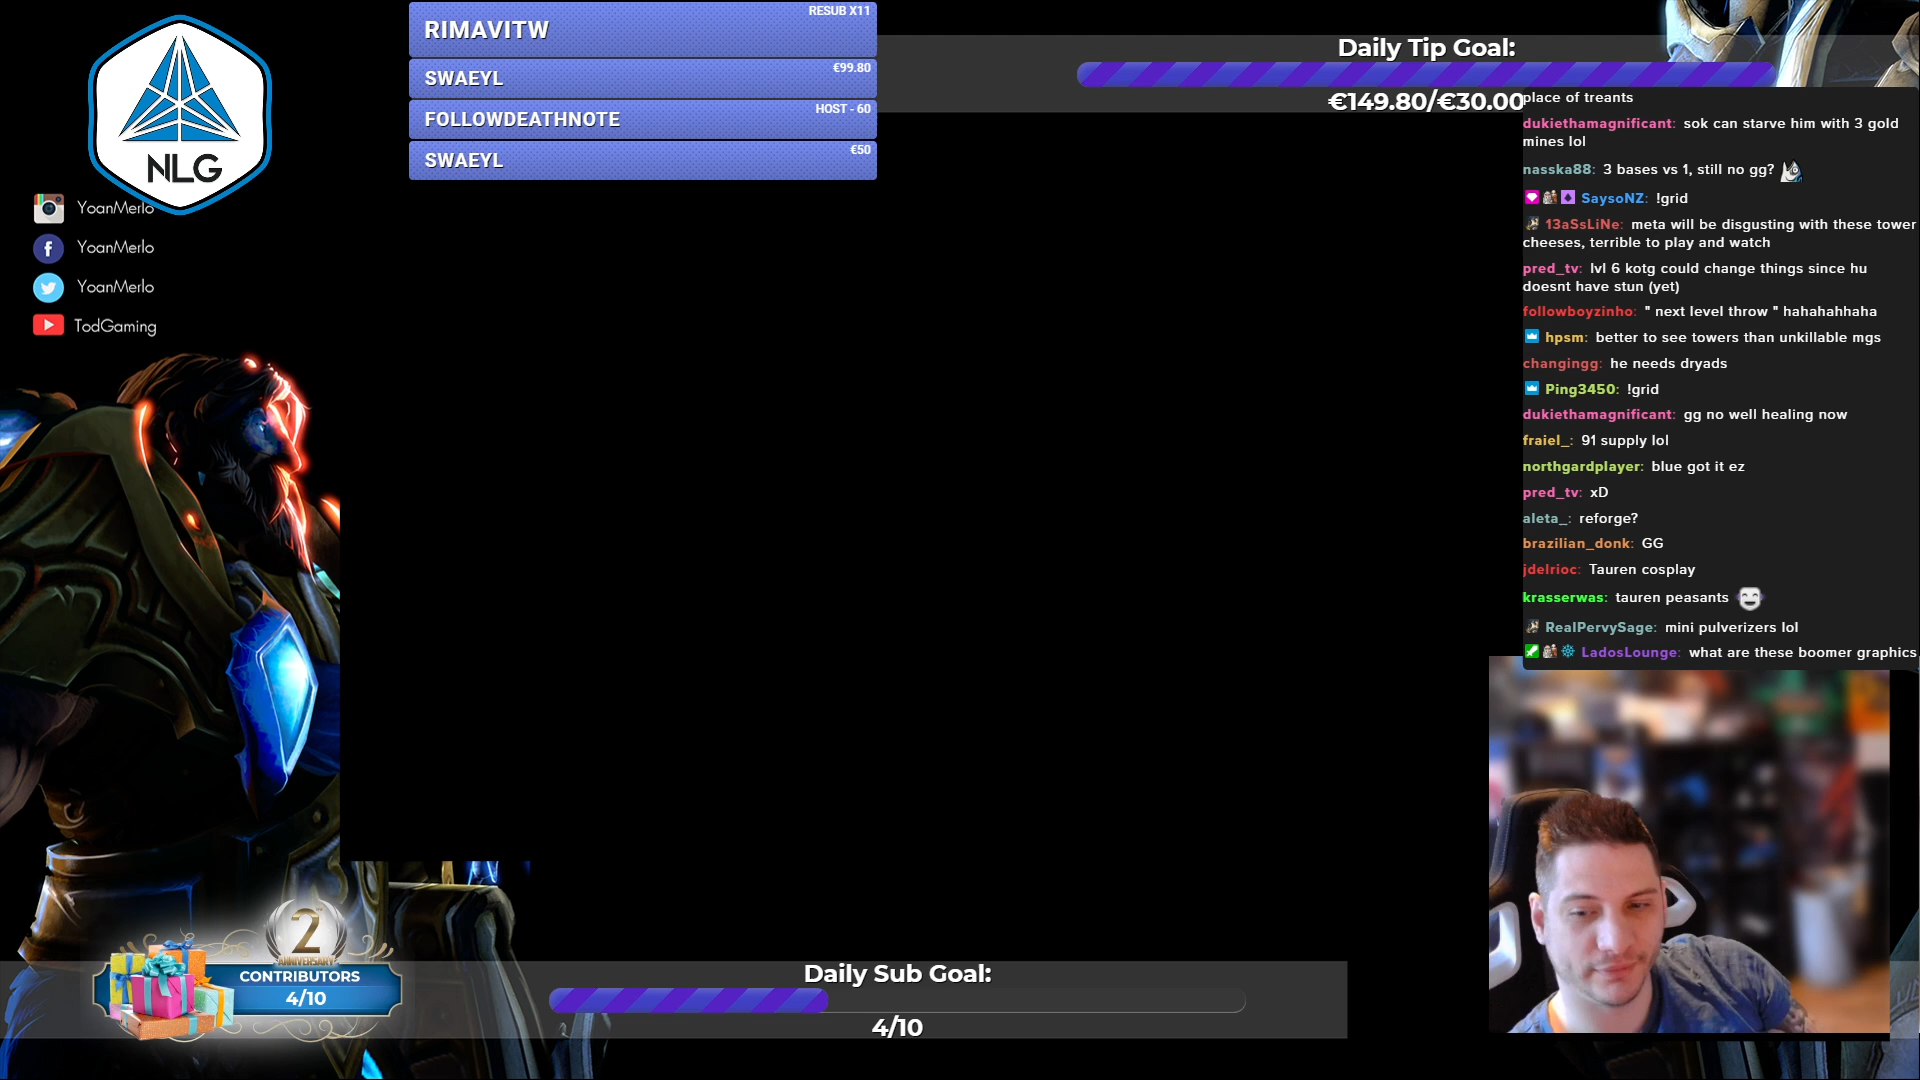 NLG
YoanMerlo
YoanMerlo
YoanMerlo
TodGaming
RESUB X11
RIMAVITW
€99.80
SWAEYL
HOST - 60
FOLLOWDEATHNOTE
€50
SWAEYL
Daily Tip Goal:
€149.80/€30.00
place of treants
dukiethamagnificant: sok can starve him with 3 gold
mines lol
nasska88: 3 bases vs 1, still no gg?
SaysoNZ: !grid
13aSsLiNe: meta will be disgusting with these tower
cheeses, terrible to play and watch
pred_tv: lvl 6 kotg could change things since hu
doesnt have stun (yet)
followboyzinho: " next level throw " hahahahhaha
hpsm: better to see towers than unkillable mgs
changingg: he needs dryads
Ping3450: !grid
dukiethamagnificant: gg no well healing now
fraiel_: 91 supply lol
northgardplayer: blue got it ez
pred_tv: xD
aleta_: reforge?
brazilian_donk: GG
jdelrioc: Tauren cosplay
krasserwas: tauren peasants
RealPervySage: mini pulverizers lol
LadosLounge: what are these boomer graphics
2
ANNIVERSARY
CONTRIBUTORS
4/10
Daily Sub Goal:
4/10